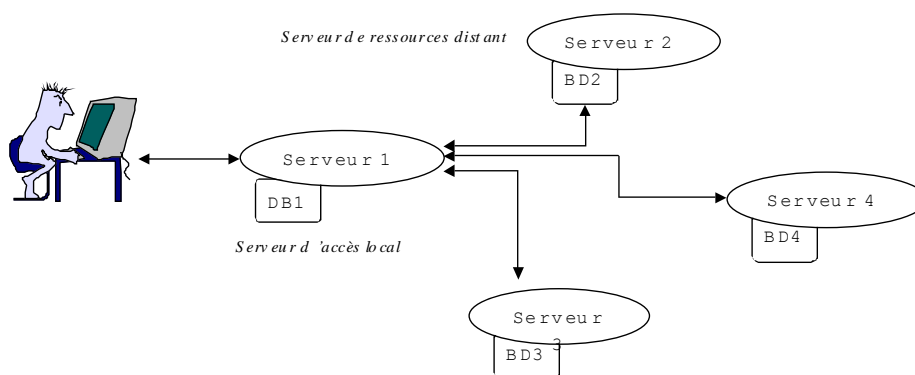 Serveur de ressources distant
Serveur 2
BD2
Serveur 1
DB1
Serveur d 'accès local
Serveur 4
BD4
Serveur
3
BD3